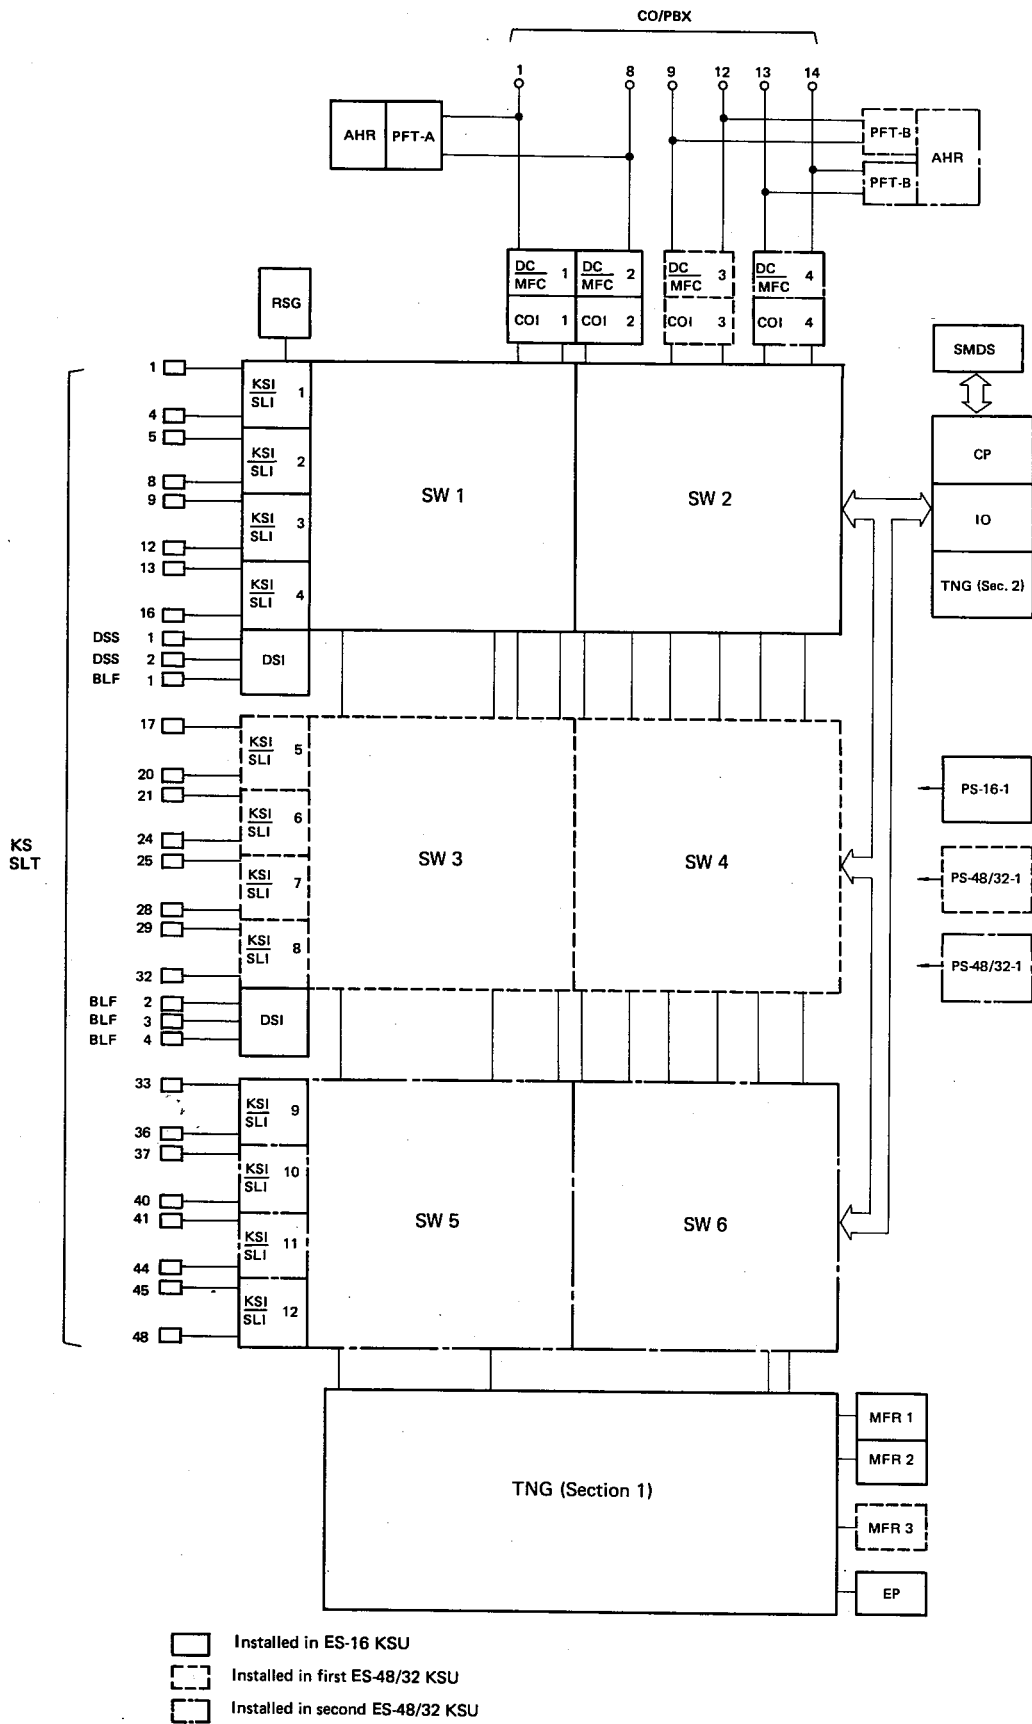 CO/PBX
1 8 9 12 13 14
AHR PFT-A
PFT-B
AHR
PFT-B
DC/MFC 1 DC/MFC 2 DC/MFC 3 DC/MFC 4
COI 1 COI 2 COI 3 COI 4
RSG
SMDS
CP
IO
TNG (Sec. 2)
1
KSI/SLI 1
4
5
KSI/SLI 2
8
9
KSI/SLI 3
12
13
KSI/SLI 4
16
SW 1 SW 2
DSS 1
DSS 2
BLF 1
DSI
17
KSI/SLI 5
20
21
KSI/SLI 6
24
25
KSI/SLI 7
28
29
KSI/SLI 8
32
SW 3 SW 4
PS-16-1
PS-48/32-1
PS-48/32-1
KS
SLT
BLF 2
BLF 3
BLF 4
DSI
33
KSI/SLI 9
36
37
KSI/SLI 10
40
41
KSI/SLI 11
44
45
KSI/SLI 12
48
SW 5 SW 6
TNG (Section 1)
MFR 1
MFR 2
MFR 3
EP
Installed in ES-16 KSU
Installed in first ES-48/32 KSU
Installed in second ES-48/32 KSU